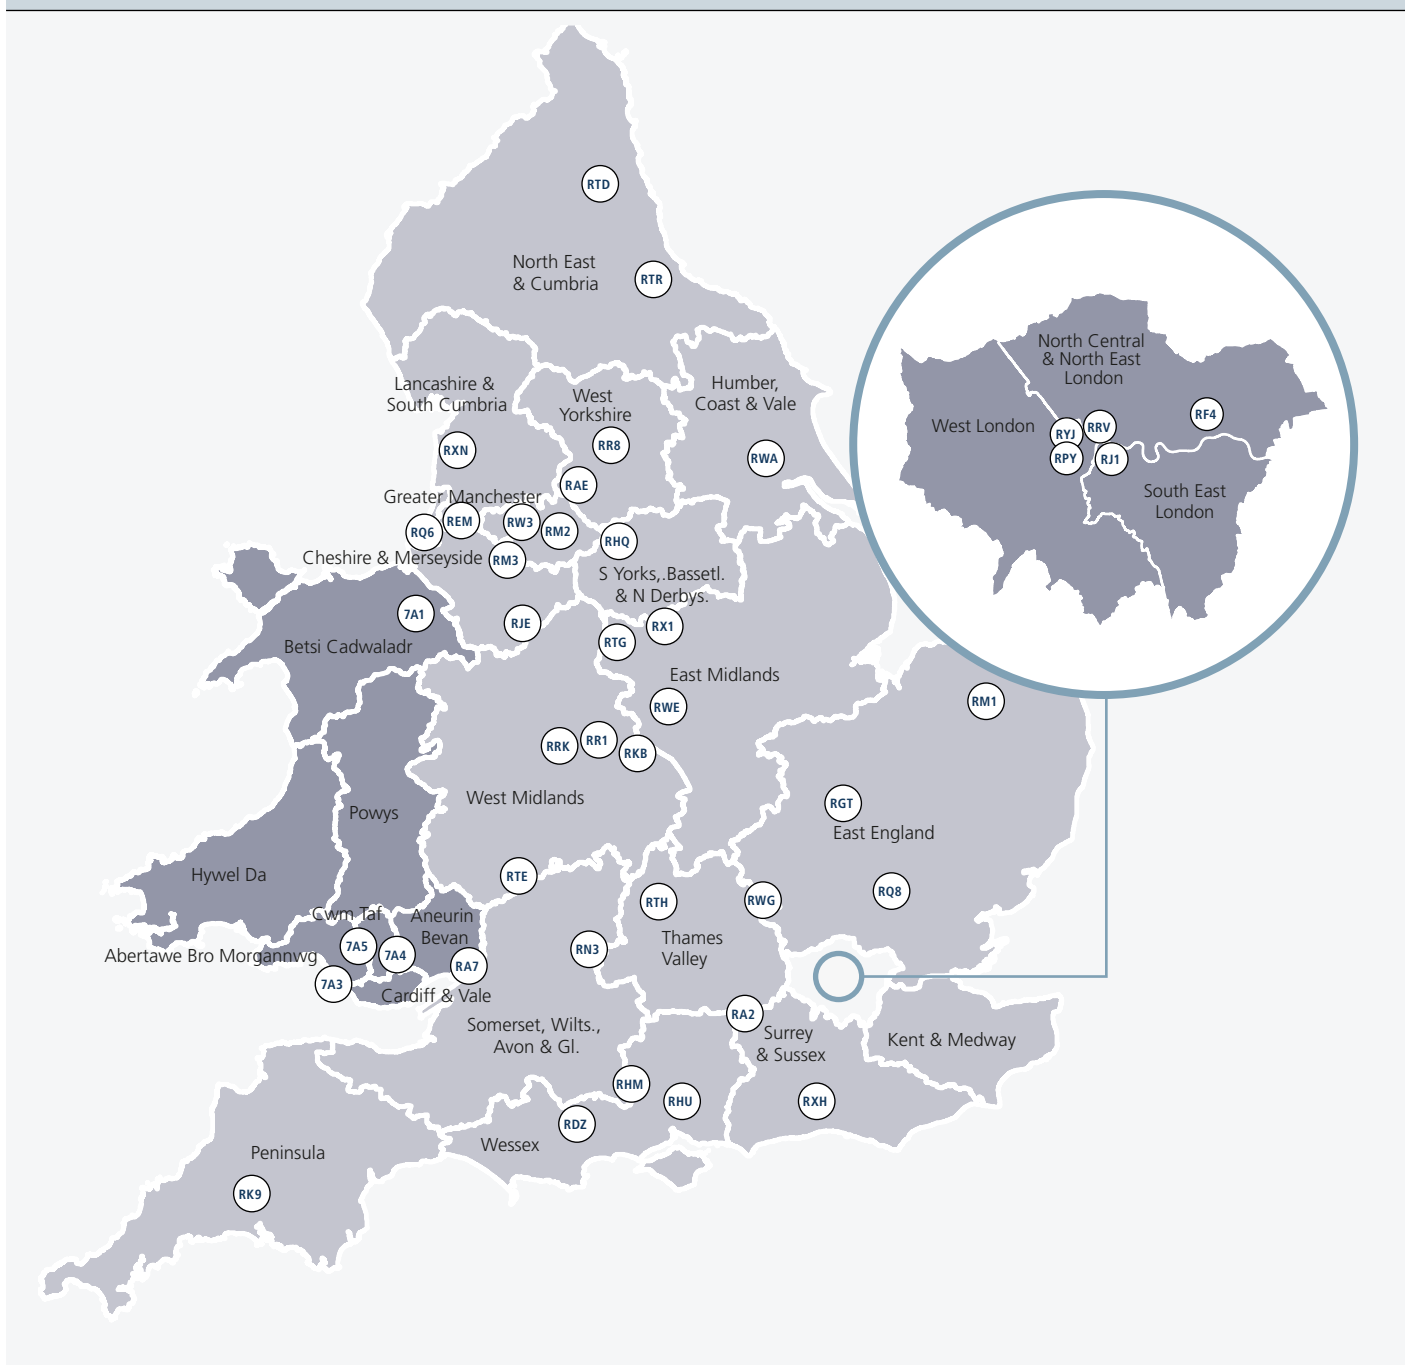 RTD
North East
& Cumbria
RTR
Lancashire &
South Cumbria
West
Yorkshire
Humber,
Coast & Vale
RXN
RR8
RWA
RAE
Greater Manchester
RQ6
REM
RW3
RM2
RHQ
Cheshire & Merseyside
RM3
S Yorks,.Bassetl.
& N Derbys.
7A1
RJE
RTG
RX1
Betsi Cadwaladr
East Midlands
RWE
RM1
RRK
RR1
RKB
West Midlands
Powys
RGT
East England
Hywel Da
RTE
RQ8
RTH
RWG
Cwm Taf
Aneurin
Bevan
Thames
Valley
7A5
7A4
RN3
Abertawe Bro Morgannwg
RA7
7A3
Cardiff & Vale
RA2
Somerset, Wilts.,
Avon & Gl.
Surrey
& Sussex
Kent & Medway
RHM
RHU
RXH
RDZ
Wessex
Peninsula
RK9
North Central
& North East
London
West London
RYJ
RRV
RF4
RPY
RJ1
South East
London